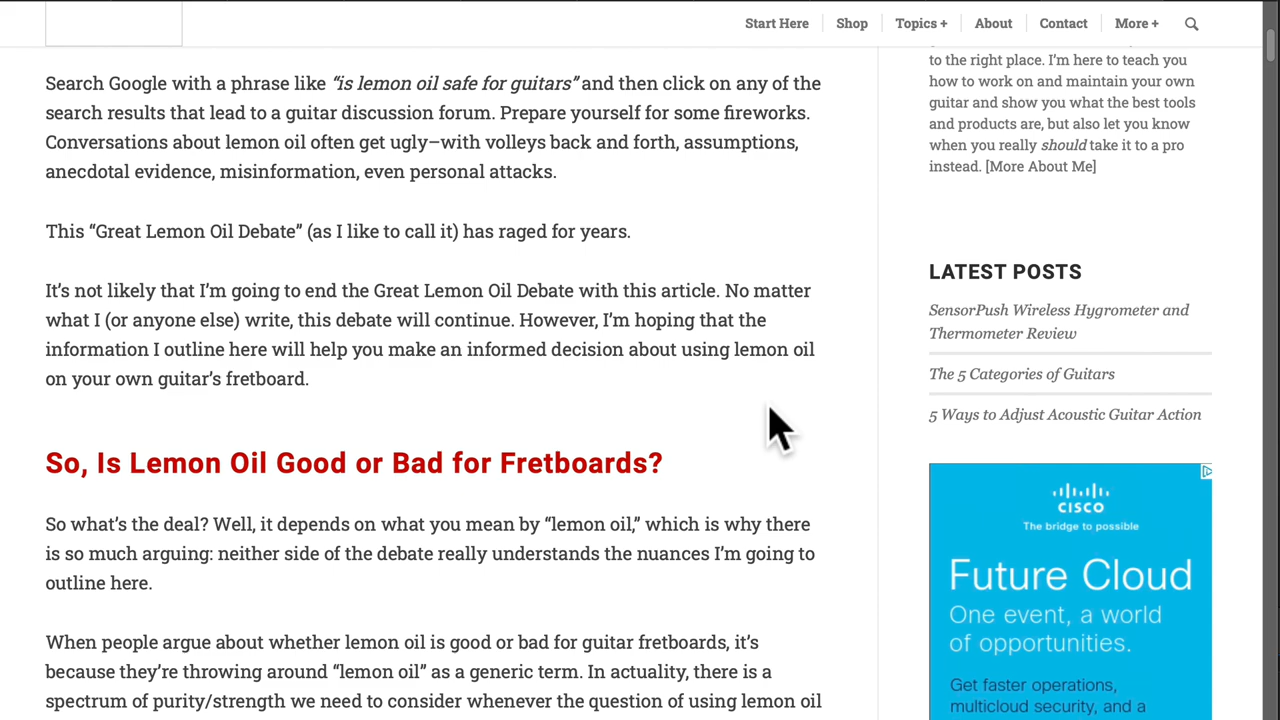 Start Here
Shop
Topics +
About
Contact
More +
Search Google with a phrase like “is lemon oil safe for guitars” and then click on any of the
search results that lead to a guitar discussion forum. Prepare yourself for some fireworks.
Conversations about lemon oil often get ugly–with volleys back and forth, assumptions,
anecdotal evidence, misinformation, even personal attacks.
This “Great Lemon Oil Debate” (as I like to call it) has raged for years.
It’s not likely that I’m going to end the Great Lemon Oil Debate with this article. No matter
what I (or anyone else) write, this debate will continue. However, I’m hoping that the
information I outline here will help you make an informed decision about using lemon oil
on your own guitar’s fretboard.
So, Is Lemon Oil Good or Bad for Fretboards?
So what’s the deal? Well, it depends on what you mean by “lemon oil,” which is why there
is so much arguing: neither side of the debate really understands the nuances I’m going to
outline here.
When people argue about whether lemon oil is good or bad for guitar fretboards, it’s
because they’re throwing around “lemon oil” as a generic term. In actuality, there is a
spectrum of purity/strength we need to consider whenever the question of using lemon oil
to the right place. I’m here to teach you
how to work on and maintain your own
guitar and show you what the best tools
and products are, but also let you know
when you really should take it to a pro
instead. [More About Me]
LATEST POSTS
SensorPush Wireless Hygrometer and
Thermometer Review
The 5 Categories of Guitars
5 Ways to Adjust Acoustic Guitar Action
CISCO
The bridge to possible
Future Cloud
One event, a world
of opportunities.
Get faster operations,
multicloud security, and a